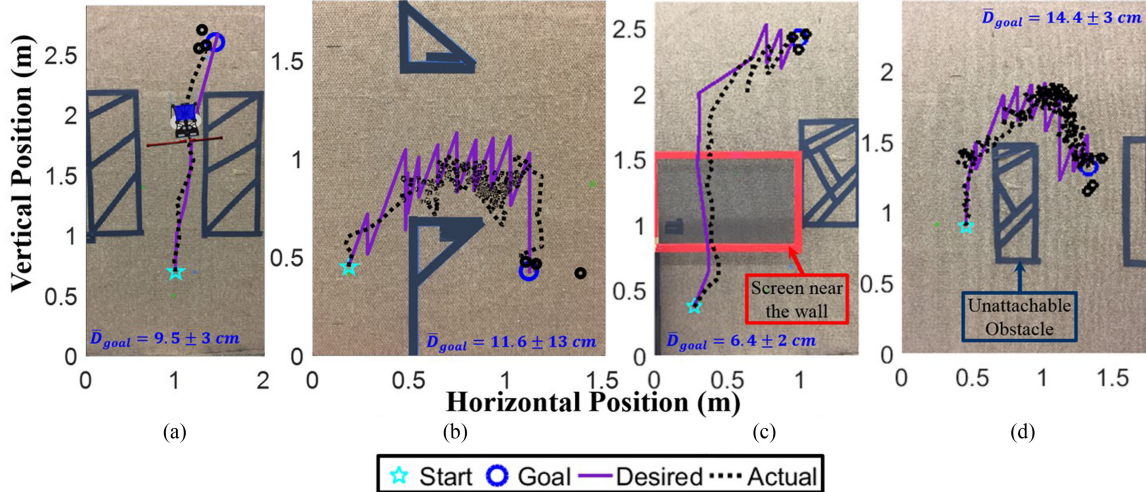 Vertical Position (m)
2.5
2
1.5
1
0.5
0
0
1
2
D̅goal = 9.5 ± 3 cm
(a)
1.5
1
0.5
0
0
0.5
1
1.5
D̅goal = 11.6 ± 13 cm
(b)
2.5
2
1.5
1
0.5
0
0
0.5
1
Screen near
the wall
D̅goal = 6.4 ± 2 cm
(c)
D̅goal = 14.4 ± 3 cm
2
1.5
1
0.5
0
0
0.5
1
1.5
Unattachable
Obstacle
(d)
Horizontal Position (m)
Start Goal Desired Actual